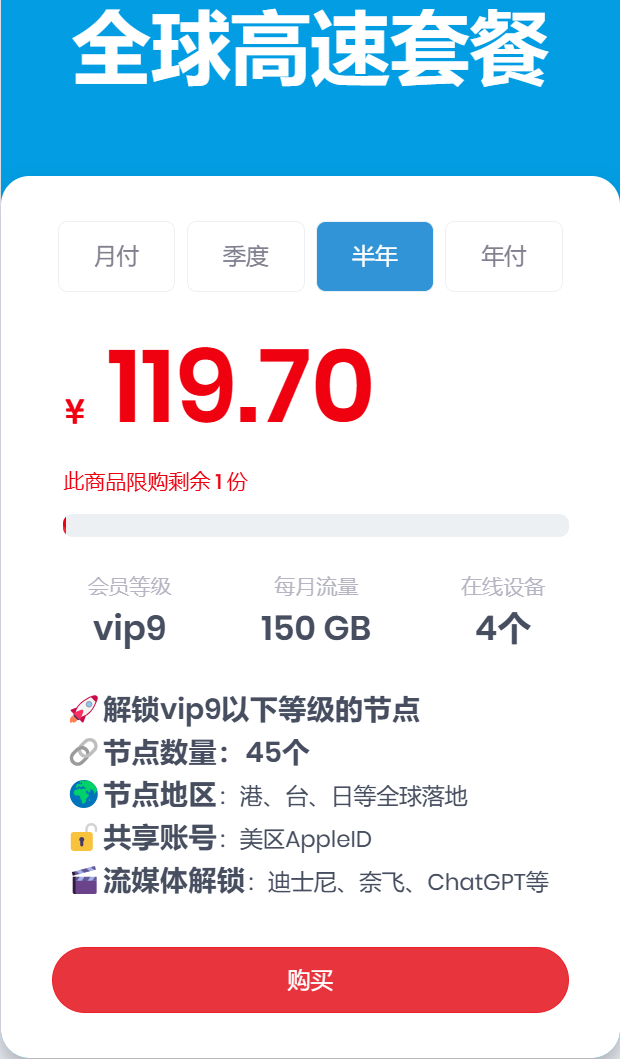 全球高速套餐
月付 季度 半年 年付
¥ 119.70
此商品限购剩余 1 份
会员等级 每月流量 在线设备
vip9 150 GB 4个
解锁vip9以下等级的节点
节点数量：45个
节点地区：港、台、日等全球落地
共享账号：美区AppleID
流媒体解锁：迪士尼、奈飞、ChatGPT等
购买